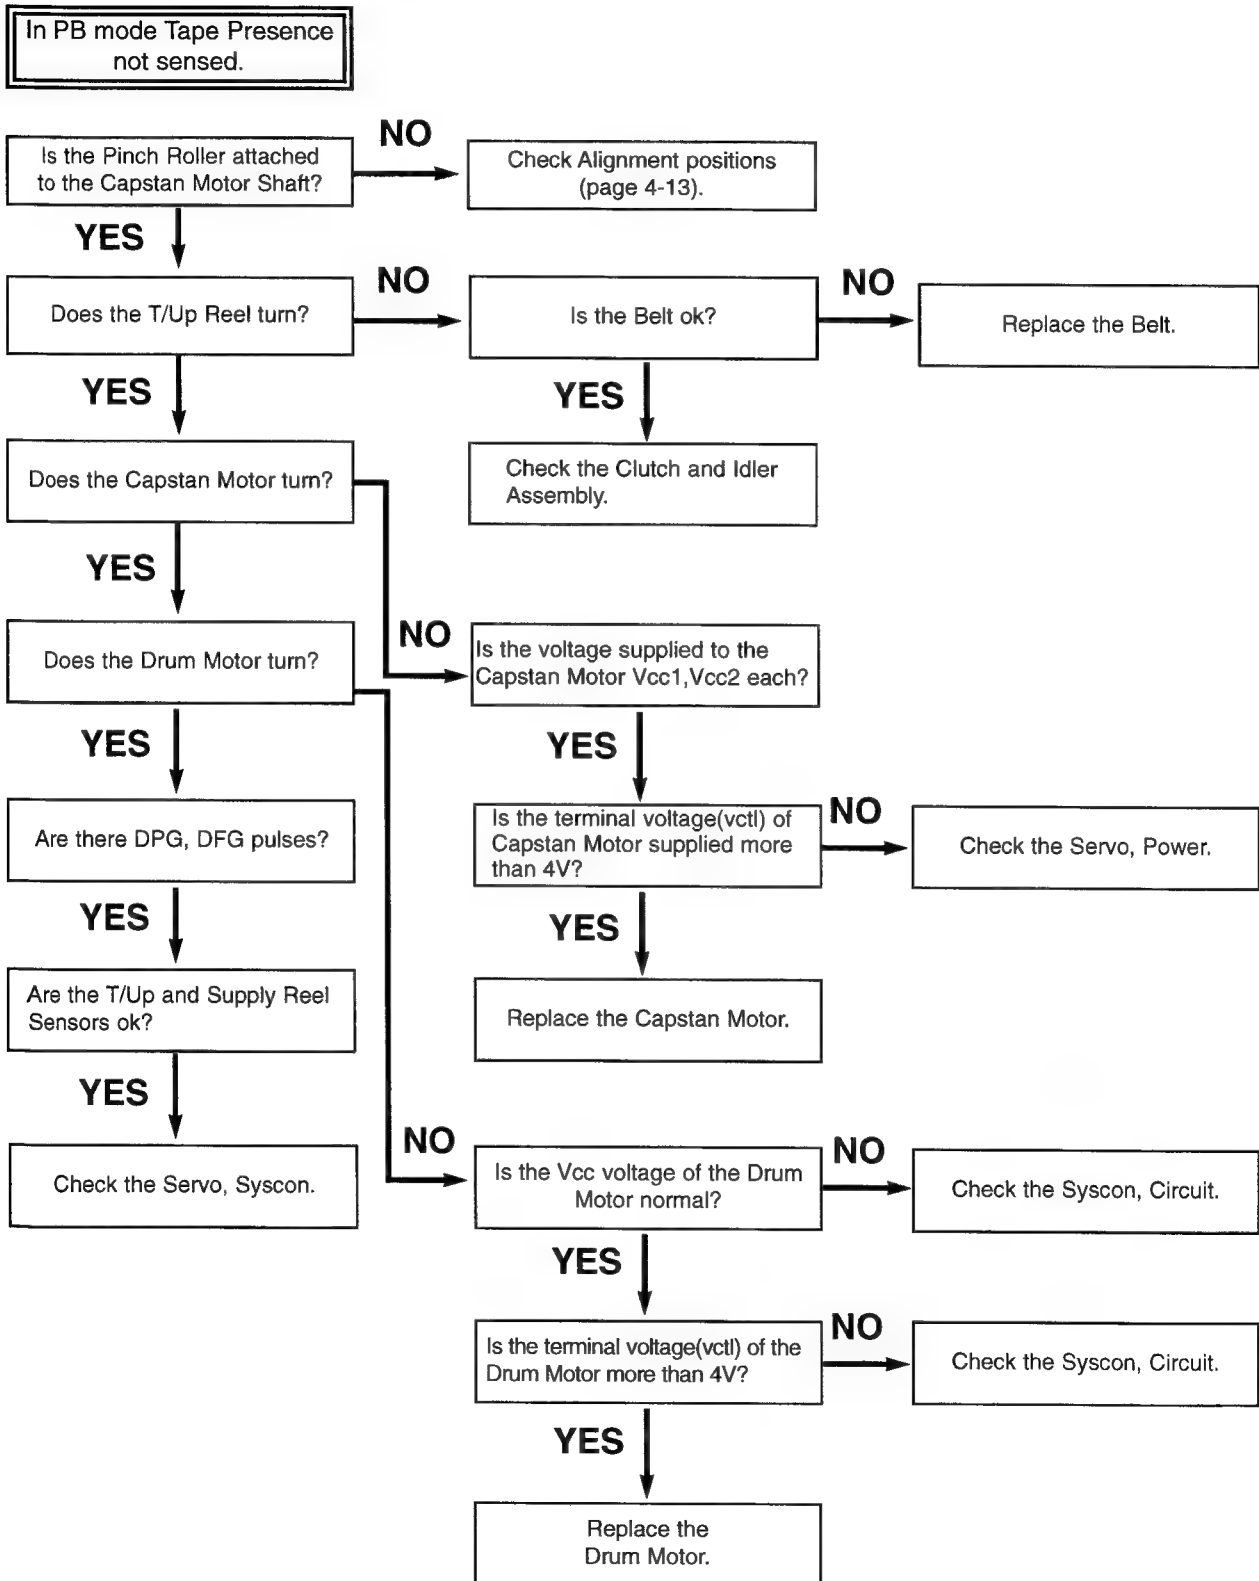 In PB mode Tape Presence
not sensed.
Is the Pinch Roller attached
to the Capstan Motor Shaft?
NO
Check Alignment positions
(page 4-13).
YES
Does the T/Up Reel turn?
NO
Is the Belt ok?
NO
Replace the Belt.
YES
YES
Does the Capstan Motor turn?
Check the Clutch and Idler
Assembly.
YES
NO
Does the Drum Motor turn?
Is the voltage supplied to the
Capstan Motor Vcc1,Vcc2 each?
YES
YES
Are there DPG, DFG pulses?
Is the terminal voltage(vctl) of
Capstan Motor supplied more
than 4V?
NO
Check the Servo, Power.
YES
YES
Are the T/Up and Supply Reel
Sensors ok?
Replace the Capstan Motor.
YES
Check the Servo, Syscon.
NO
Is the Vcc voltage of the Drum
Motor normal?
NO
Check the Syscon, Circuit.
YES
Is the terminal voltage(vctl) of the
Drum Motor more than 4V?
NO
Check the Syscon, Circuit.
YES
Replace the
Drum Motor.